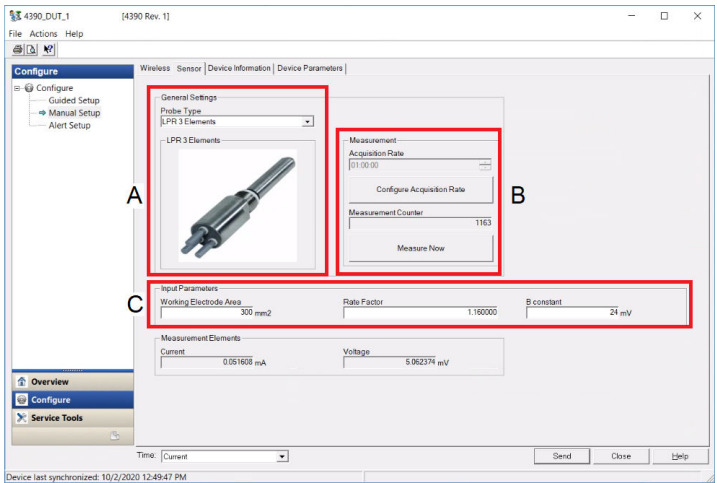 4390_DUT_1 [4390 Rev. 1]
File Actions Help
Configure
Configure
Guided Setup
Manual Setup
Alert Setup
Overview
Configure
Service Tools
Wireless Sensor Device Information Device Parameters
General Settings
Probe Type
LPR 3 Elements
LPR 3 Elements
A
Measurement
Acquisition Rate
01:00:00
Configure Acquisition Rate
Measurement Counter
1163
Measure Now
B
C
Input Parameters
Working Electrode Area Rate Factor B constant
300 mm2 1.160000 24 mV
Measurement Elements
Current Voltage
0.051608 mA 5.062374 mV
Time: Current Send Close Help
Device last synchronized: 10/2/2020 12:49:47 PM